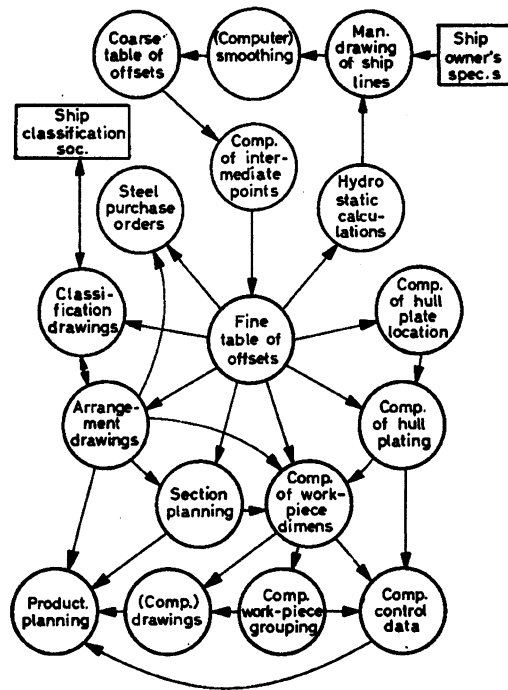 Coarse
table of
offsets
(Computer)
smoothing
Man.
drawing
of ship
lines
Ship
owner's
spec.s
Ship
classification
soc.
Comp.
of inter-
mediate
points
Steel
purchase
orders
Hydro
static
calcu-
lations
Classi-
fication
drawings
Fine
table of
offsets
Comp.
of hull
plate
location
Arrange-
ment
drawings
Comp.
of hull
plating
Section
planning
Comp.
of work-
piece
dimens
Product.
planning
(Comp.)
drawings
Comp.
work-piece
grouping
Comp.
control
data